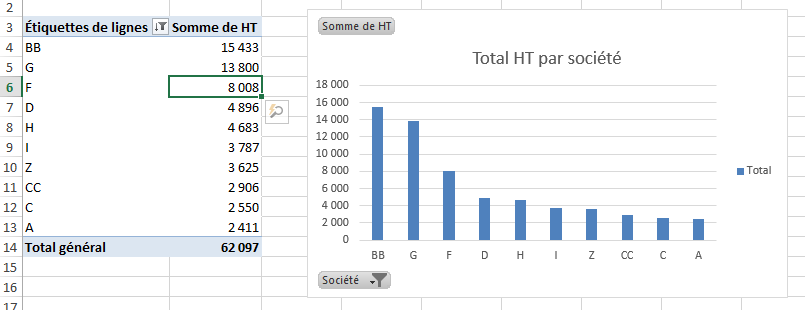 2
3 Étiquettes de lignes Somme de HT
4 BB 15 433
5 G 13 800
6 F 8 008
7 D 4 896
8 H 4 683
9 I 3 787
10 Z 3 625
11 CC 2 906
12 C 2 550
13 A 2 411
14 Total général 62 097
15
16
17
Somme de HT
Total HT par société
18 000
16 000
14 000
12 000
10 000
8 000
6 000
4 000
2 000
0
BB G F D H I Z CC C A
Total
Société